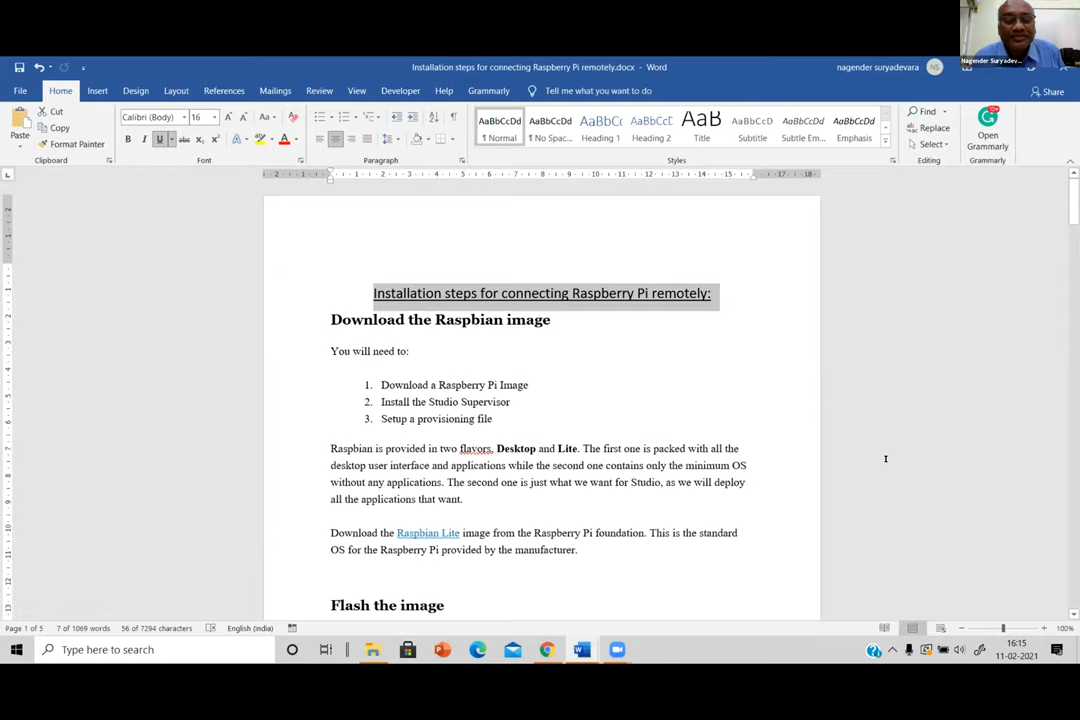 Nagender Suryadev...
Installation steps for connecting Raspberry Pi remotely.docx - Word
nagender suryadevara
NS
File Home Insert Design Layout References Mailings Review View Developer Help Grammarly Tell me what you want to do Share
Paste
Cut
Copy
Format Painter
Clipboard
Calibri (Body) 16
Font
Paragraph
AaBbCcDd AaBbCcDd AaBbCc AaBbCcD AaB AaBbCcD AaBbCcDd AaBbCcDd
¶ Normal ¶ No Spac... Heading 1 Heading 2 Title Subtitle Subtle Em... Emphasis
Styles
Find
Replace
Select
Editing
Open
Grammarly
Grammarly
Installation steps for connecting Raspberry Pi remotely:
Download the Raspbian image
You will need to:
1. Download a Raspberry Pi Image
2. Install the Studio Supervisor
3. Setup a provisioning file
Raspbian is provided in two flavors, Desktop and Lite. The first one is packed with all the
desktop user interface and applications while the second one contains only the minimum OS
without any applications. The second one is just what we want for Studio, as we will deploy
all the applications that want.
Download the Raspbian Lite image from the Raspberry Pi foundation. This is the standard
OS for the Raspberry Pi provided by the manufacturer.
Flash the image
Page 1 of 5 7 of 1069 words 56 of 7294 characters English (India) 100%
Type here to search
16:15
11-02-2021